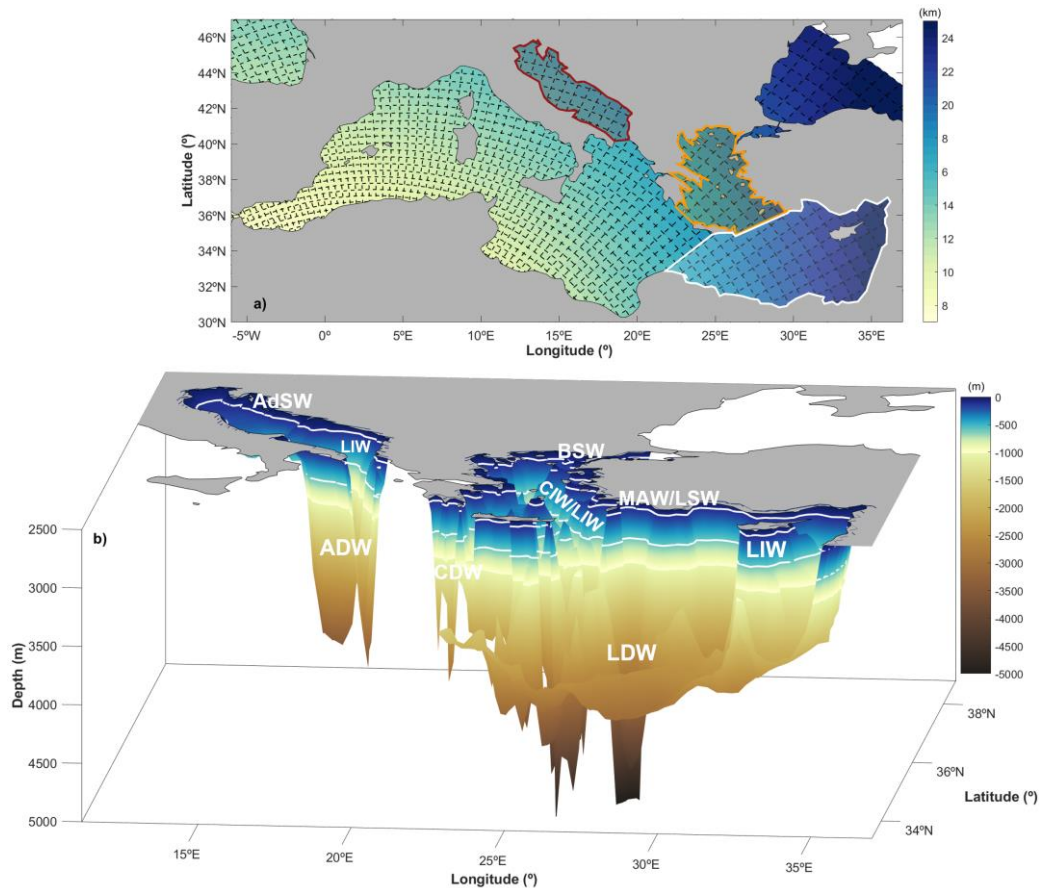 (km)
46ºN
44ºN
42ºN
40ºN
38ºN
36ºN
34ºN
32ºN
30ºN
Latitude (º)
24
22
20
18
16
14
12
10
8
a)
-5ºW
0º
5ºE
10ºE
15ºE
20ºE
25ºE
30ºE
35ºE
Longitude (º)
(m)
0
-500
-1000
-1500
-2000
-2500
-3000
-3500
-4000
-4500
-5000
AdSW
LIW
BSW
CIW/LIW
MAW/LSW
LIW
ADW
CDW
LDW
b)
2500
3000
3500
4000
4500
5000
Depth (m)
38ºN
36ºN
34ºN
Latitude (º)
15ºE
20ºE
25ºE
30ºE
35ºE
Longitude (º)